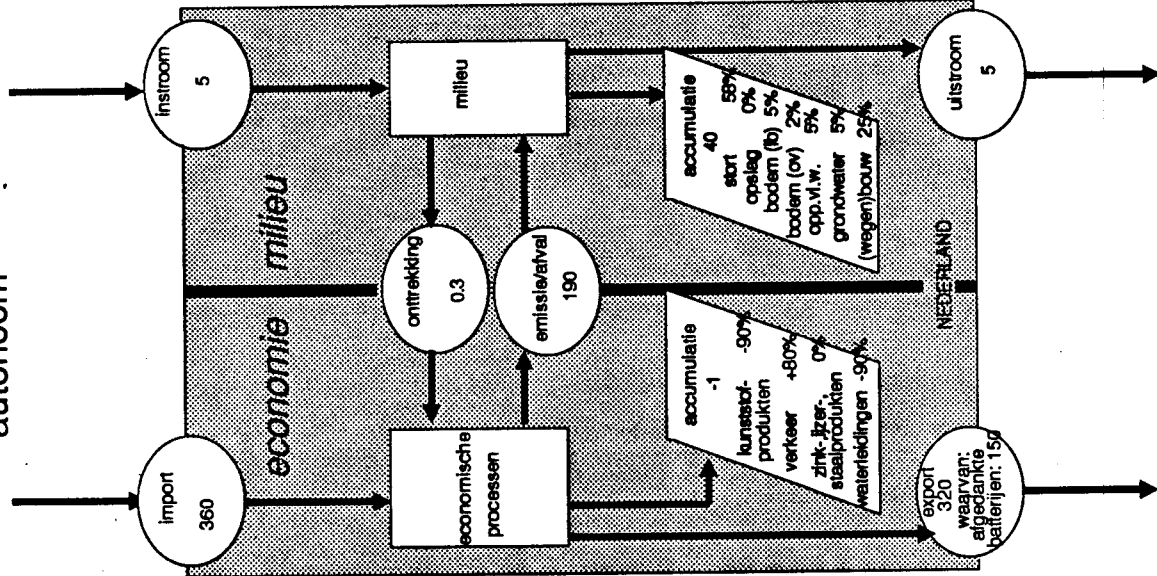 instroom
5
milieu
accumulatie
40
stort 58%
opslag 0%
bodem (lb) 5%
bodem (ov) 2%
opp.vl.w. 5%
grondwater 5%
(wegen)bouw 25%
uitstroom
5
economie milieu
onttrekking
0.3
emissie/afval
190
NEDERLAND
import
360
economische
processen
accumulatie
-1
kunststof- -90%
produkten
verkeer +80%
zink-,ijzer-, 0%
staalprodukten
waterleidingen -90%
export
320
waarvan:
afgedankte
batterijen: 150